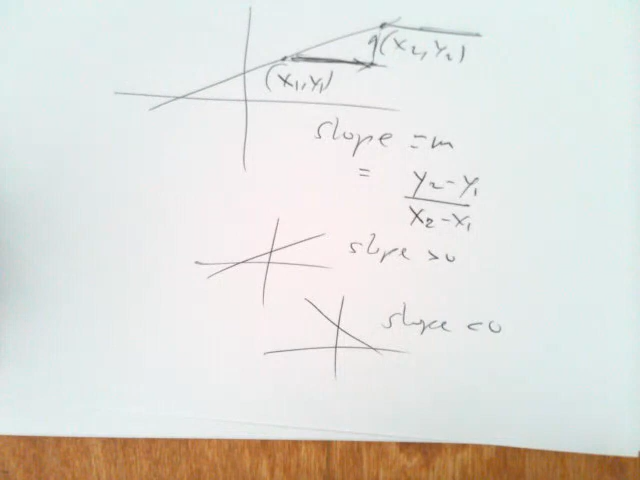 (x₂, y₂)
(x₁, y₁)
slope = m
= y₂ - y₁
x₂ - x₁
slope > 0
slope < 0